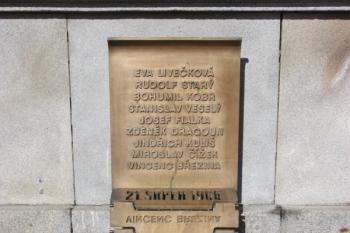 EVA LIVEČKOVÁ
RUDOLF STARÝ
BOHUMIL KOBR
STANISLAV VESELÝ
JOSEF FIALKA
ZDENĚK DRAGOUN
JINDŘICH KULIŠ
MIROSLAV ČÍŽEK
VINCENC BŘEZINA
21. SRPEN 1968